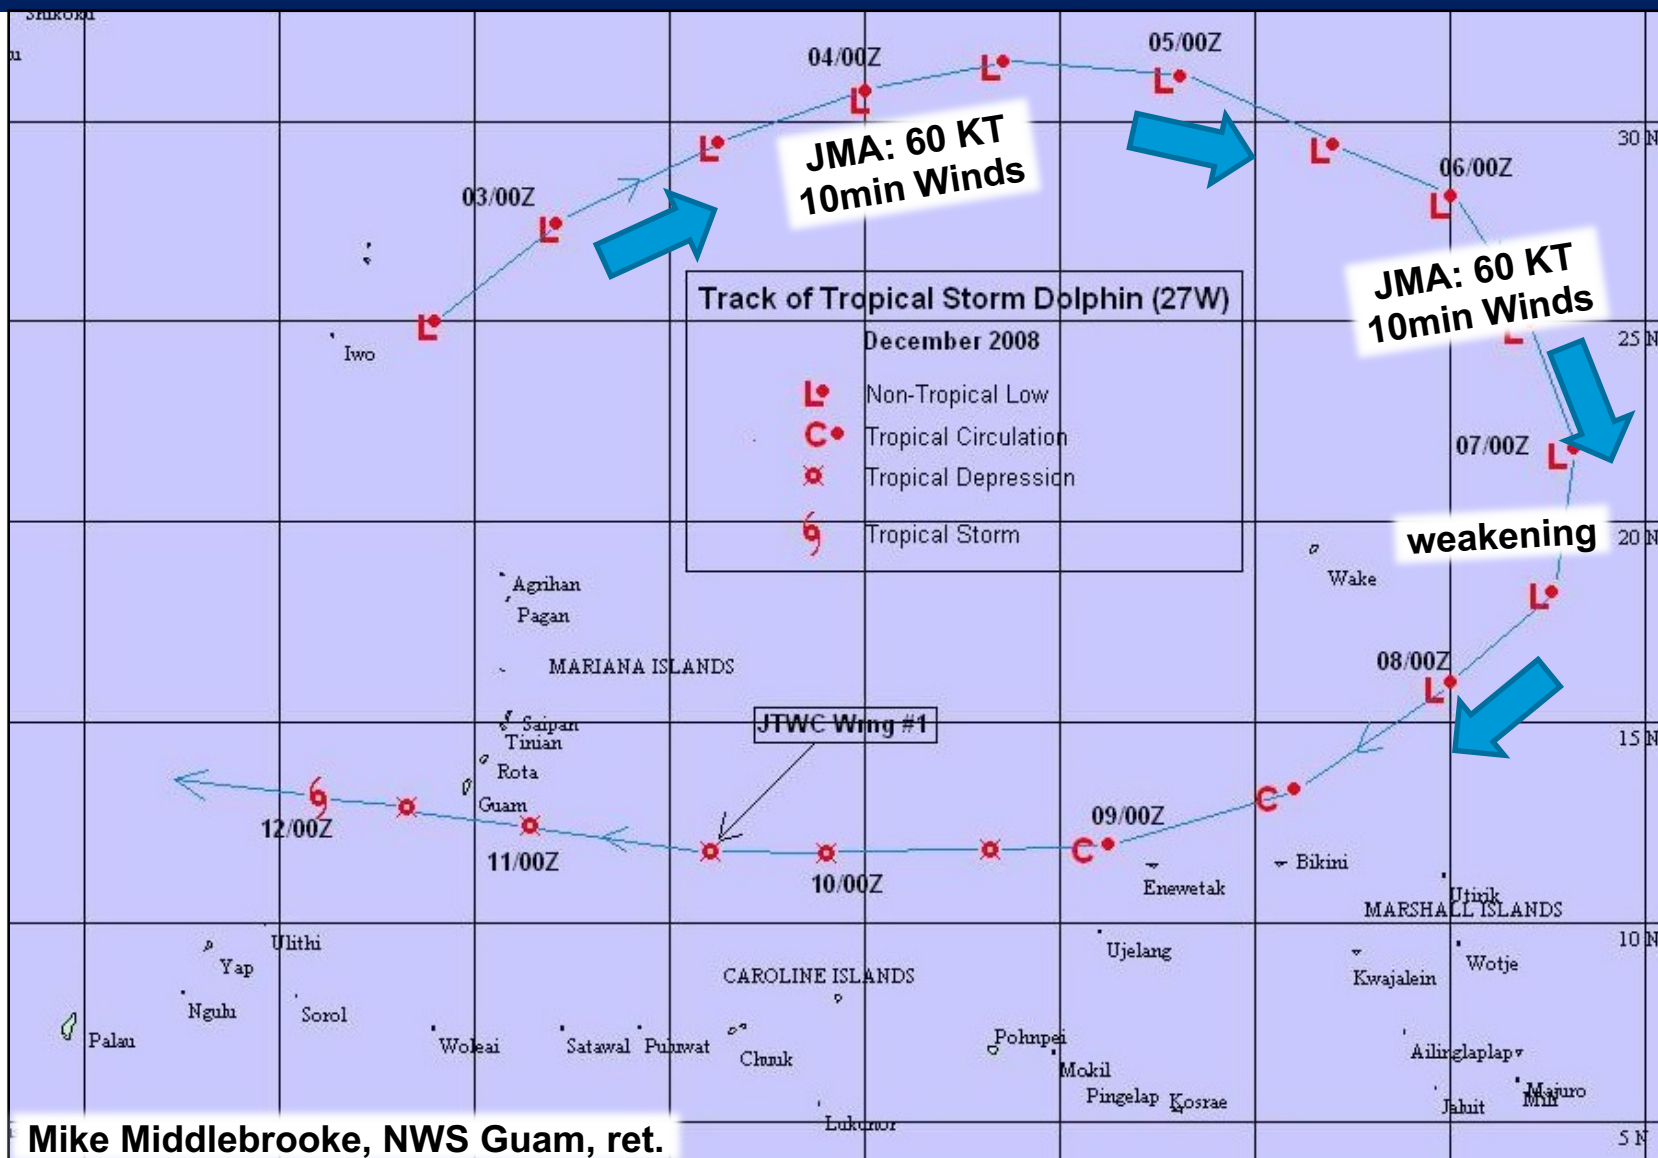 Shikoku
u
04/00Z
05/00Z
JMA: 60 KT
10min Winds
30 N
03/00Z
06/00Z
JMA: 60 KT
10min Winds
Track of Tropical Storm Dolphin (27W)
December 2008
Non-Tropical Low
Tropical Circulation
Tropical Depression
Tropical Storm
Iwo
25 N
07/00Z
weakening
20 N
Wake
Agrihan
Pagan
MARIANA ISLANDS
08/00Z
Saipan
Tinian
JTWC Wrng #1
15 N
Rota
Guam
12/00Z
11/00Z
10/00Z
09/00Z
Enewetak
Bikini
Utirik
MARSHALL ISLANDS
10 N
Ulithi
Yap
Ngulu
Sorol
Palau
Woleai
Satawal
Puluwat
CAROLINE ISLANDS
Chuuk
Lukunor
Pohnpei
Mokil
Pingelap
Kosrae
Ujelang
Kwajalein
Wotje
Ailinglaplap
Majuro
Mili
Jaluit
5 N
Mike Middlebrooke, NWS Guam, ret.